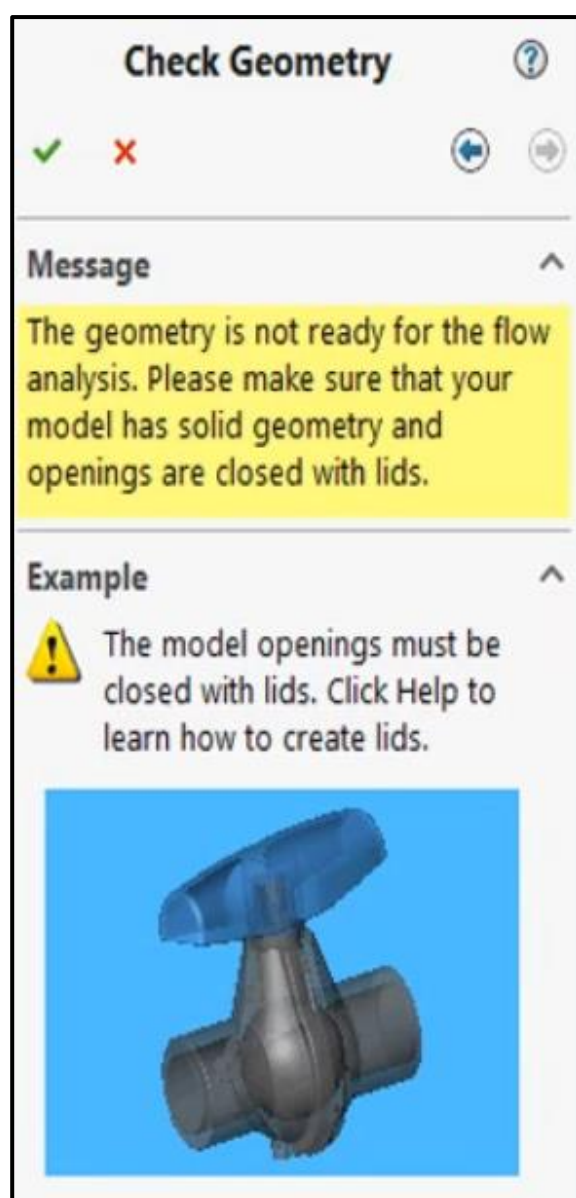 Check Geometry
Message
The geometry is not ready for the flow
analysis. Please make sure that your
model has solid geometry and
openings are closed with lids.
Example
The model openings must be
closed with lids. Click Help to
learn how to create lids.